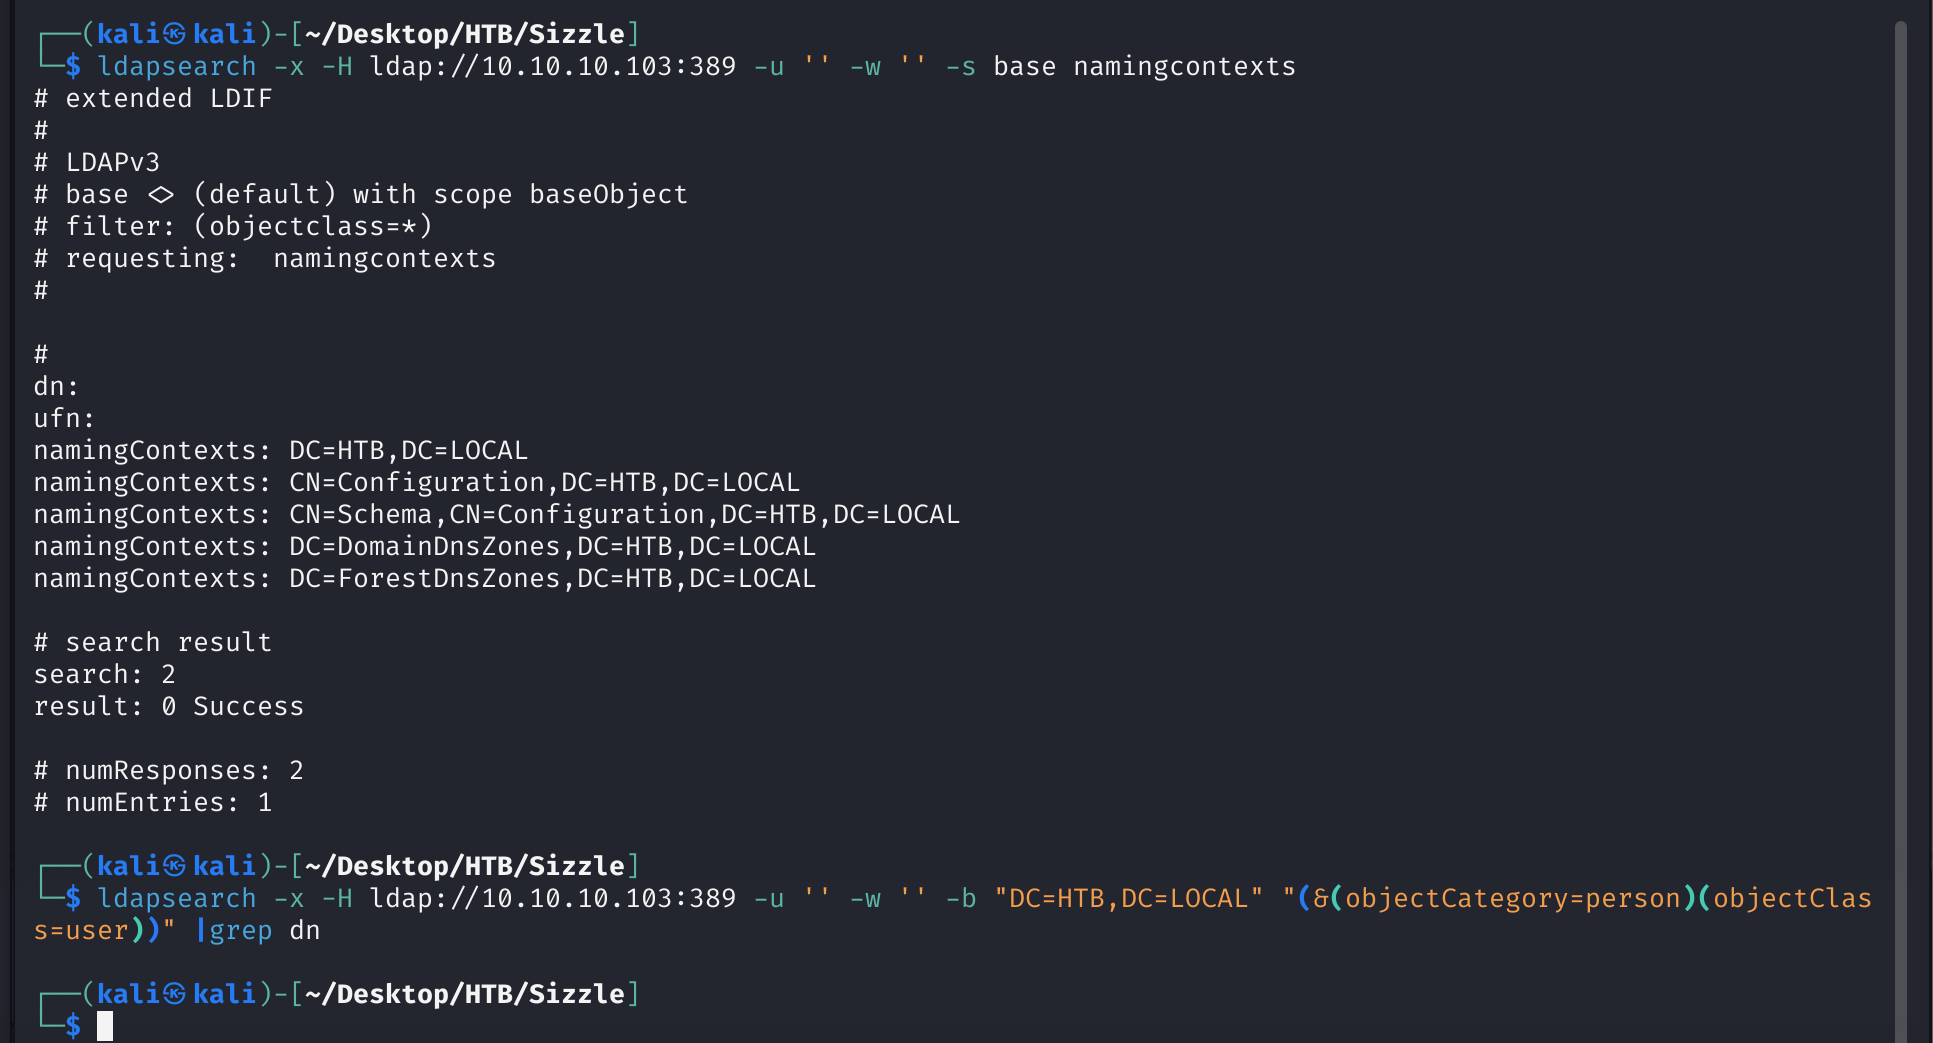 ┌──(kali㉿kali)-[~/Desktop/HTB/Sizzle]
└─$ ldapsearch -x -H ldap://10.10.10.103:389 -u '' -w '' -s base namingcontexts
# extended LDIF
#
# LDAPv3
# base <> (default) with scope baseObject
# filter: (objectclass=*)
# requesting:  namingcontexts
#

#
dn:
ufn:
namingContexts: DC=HTB,DC=LOCAL
namingContexts: CN=Configuration,DC=HTB,DC=LOCAL
namingContexts: CN=Schema,CN=Configuration,DC=HTB,DC=LOCAL
namingContexts: DC=DomainDnsZones,DC=HTB,DC=LOCAL
namingContexts: DC=ForestDnsZones,DC=HTB,DC=LOCAL

# search result
search: 2
result: 0 Success

# numResponses: 2
# numEntries: 1

┌──(kali㉿kali)-[~/Desktop/HTB/Sizzle]
└─$ ldapsearch -x -H ldap://10.10.10.103:389 -u '' -w '' -b "DC=HTB,DC=LOCAL" "(&(objectCategory=person)(objectClas
s=user))" |grep dn

┌──(kali㉿kali)-[~/Desktop/HTB/Sizzle]
└─$